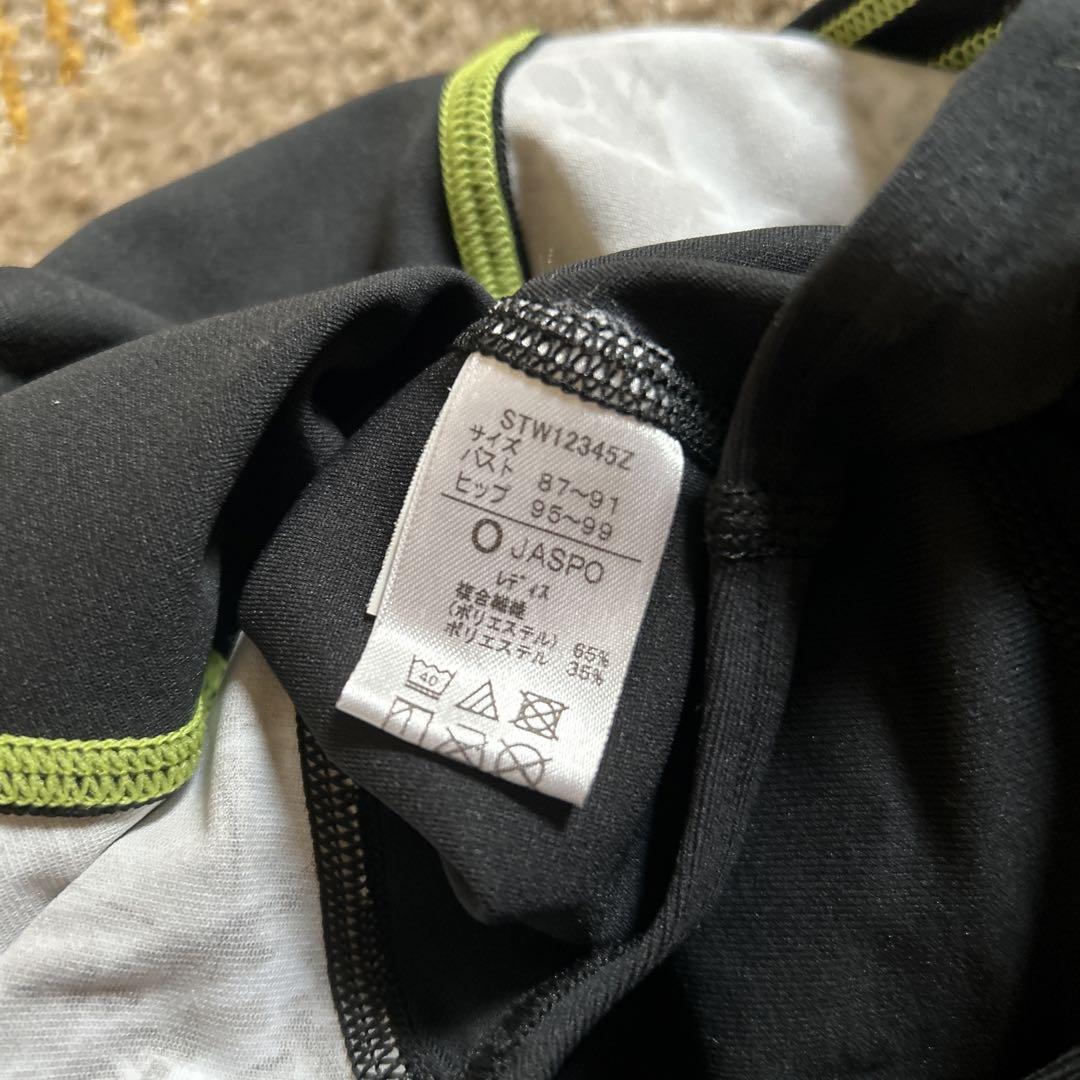 STW12345Z
サイズ
バスト 87~91
ヒップ 95~99
O JASPO
ﾚﾃﾞｨｽ
複合繊維
(ポリエステル) 65%
ポリエステル 35%
40